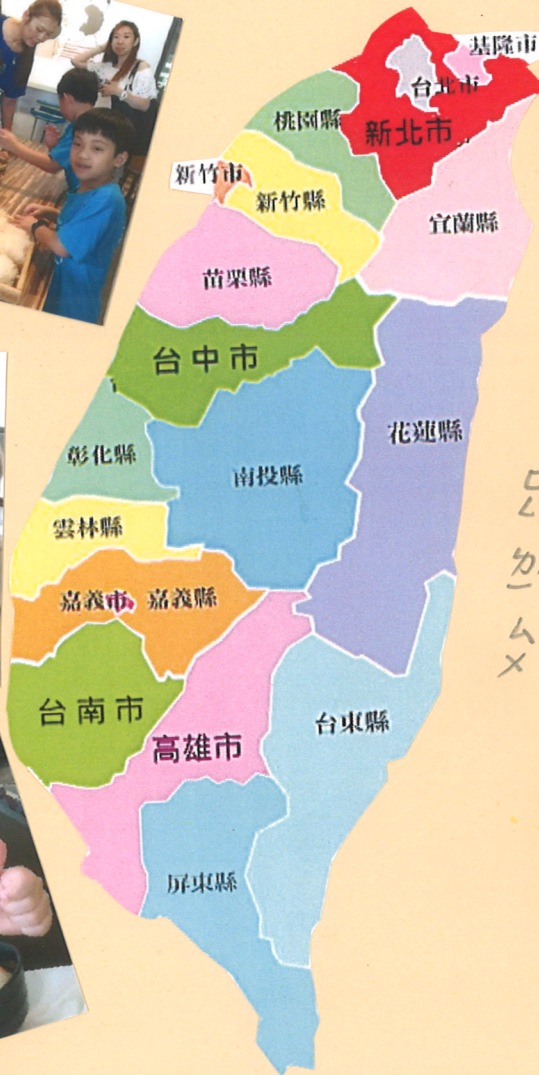 基隆市
台北市
新北市
桃園縣
新竹市
新竹縣
宜蘭縣
苗栗縣
台中市
花蓮縣
彰化縣
南投縣
雲林縣
嘉義市
嘉義縣
台南市
高雄市
台東縣
屏東縣